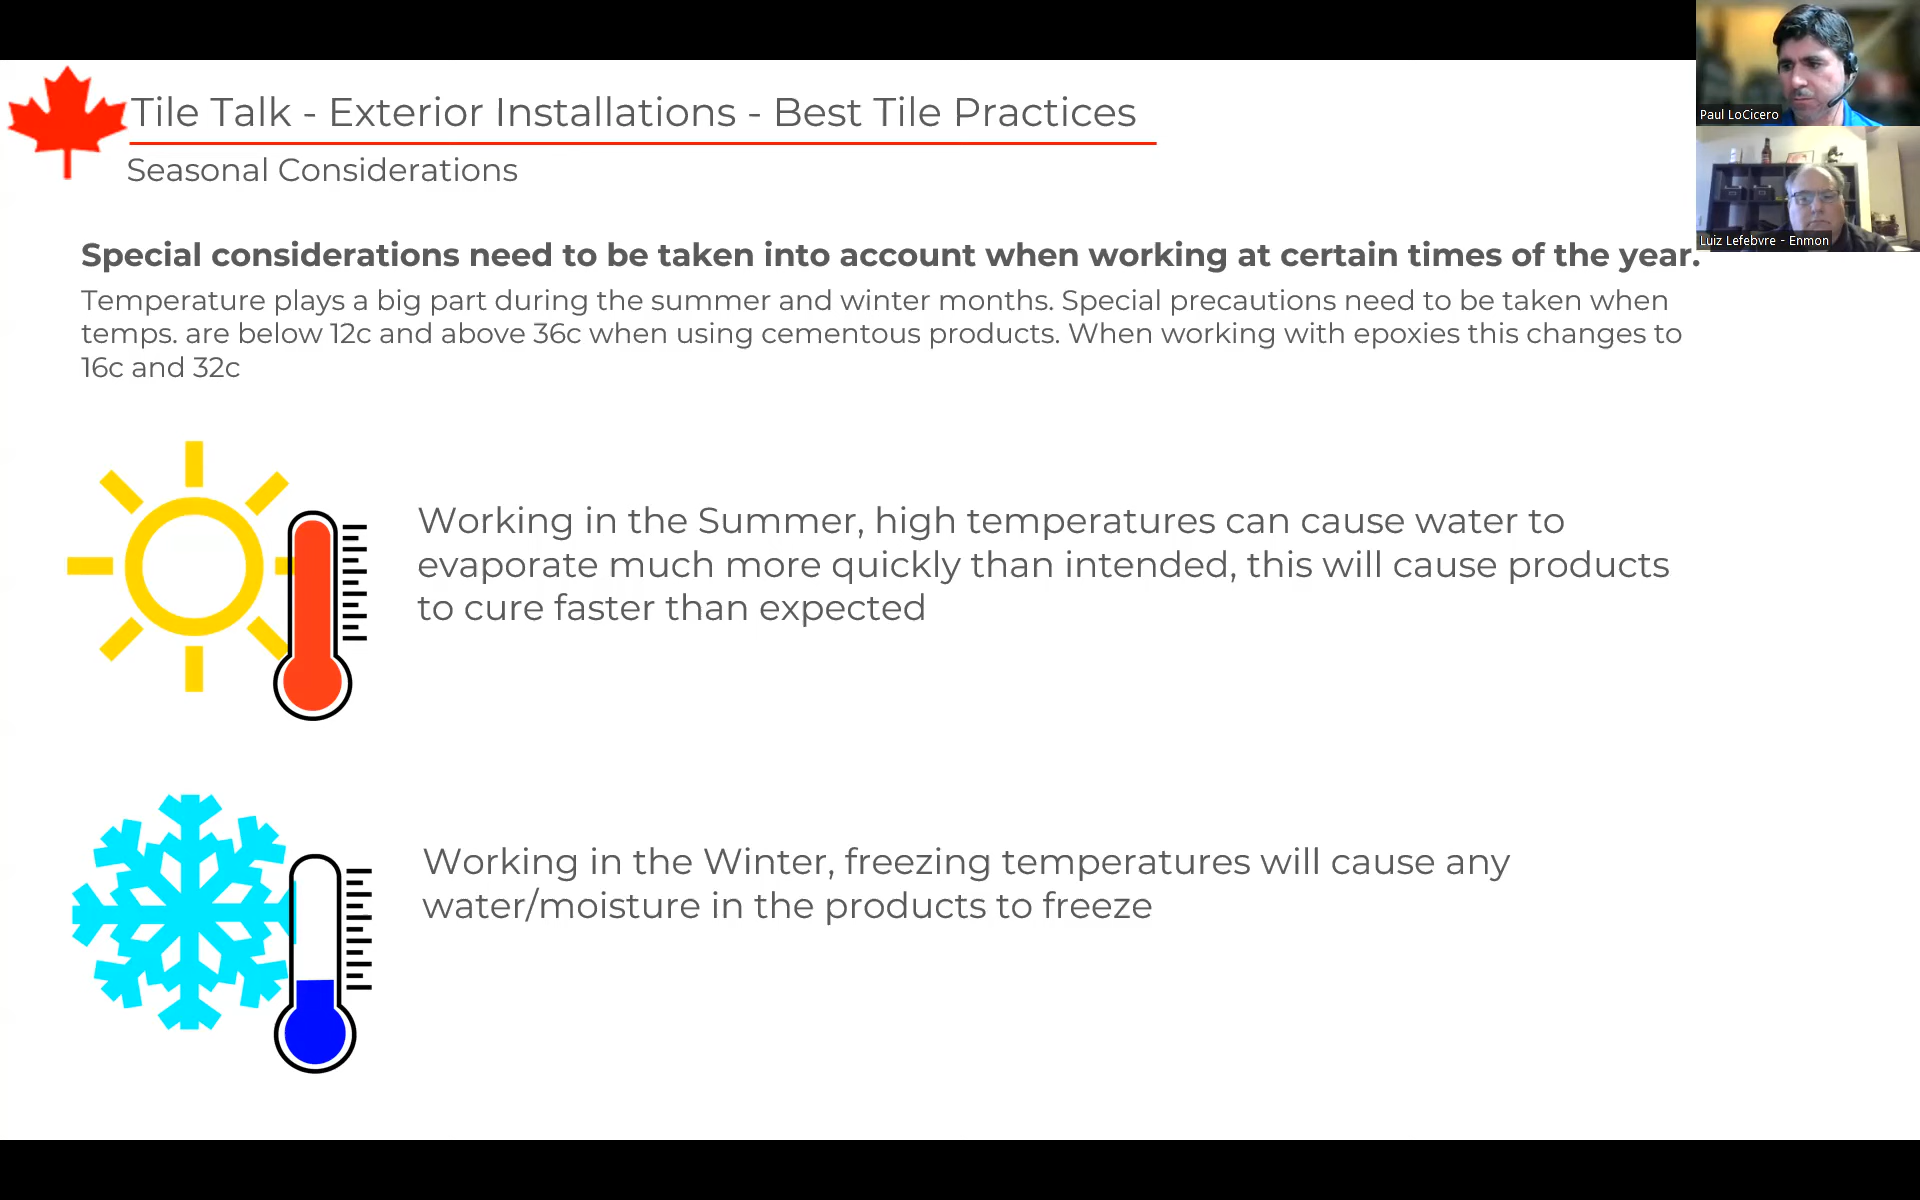 Tile Talk - Exterior Installations - Best Tile Practices
Seasonal Considerations
Special considerations need to be taken into account when working at certain times of the year.
Temperature plays a big part during the summer and winter months. Special precautions need to be taken when
temps. are below 12c and above 36c when using cementous products. When working with epoxies this changes to
16c and 32c
Working in the Summer, high temperatures can cause water to
evaporate much more quickly than intended, this will cause products
to cure faster than expected
Working in the Winter, freezing temperatures will cause any
water/moisture in the products to freeze
Paul LoCicero
Luiz Lefebvre - Enmon